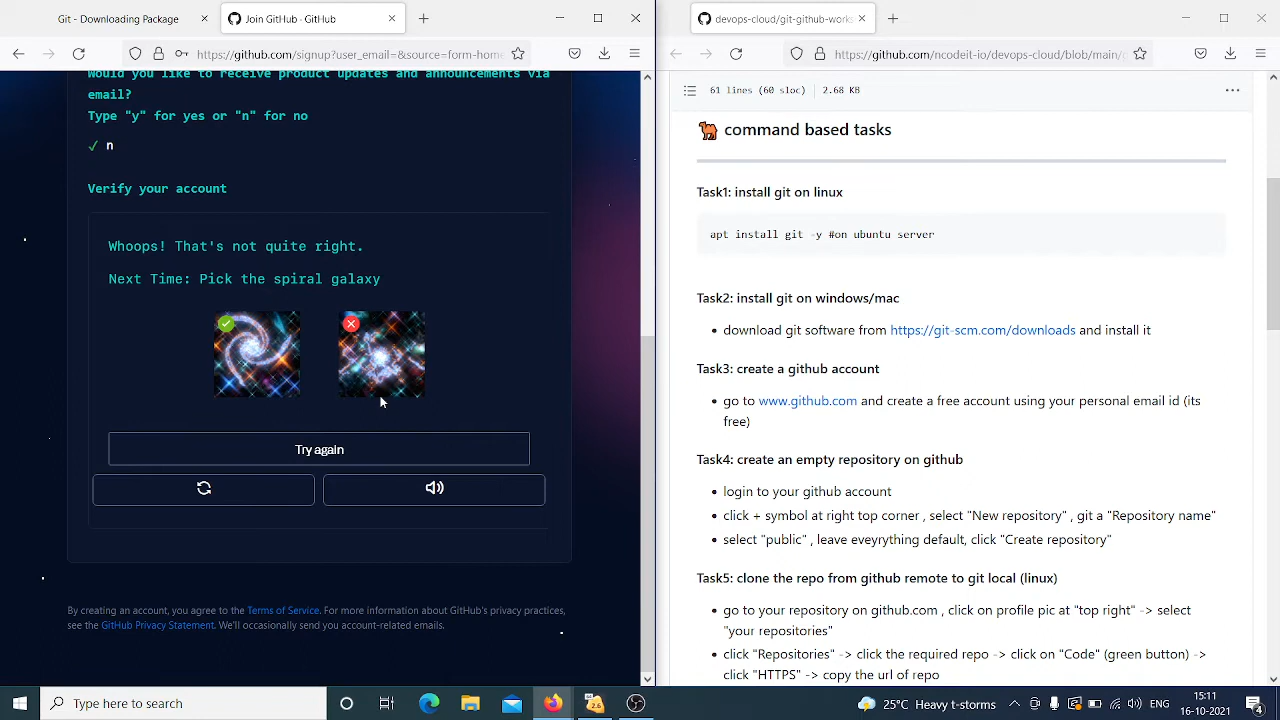 Git - Downloading Package
Join GitHub · GitHub
devops-cloud/git-github-works
https://github.com/signup?user_email=&source=form-home
https://github.com/ncodeit-io/devops-cloud/blob/main/g
Would you like to receive product updates and announcements via
email?
Type "y" for yes or "n" for no
✓ n
Verify your account
Whoops! That's not quite right.
Next Time: Pick the spiral galaxy
Try again
By creating an account, you agree to the Terms of Service. For more information about GitHub's privacy practices,
see the GitHub Privacy Statement. We'll occasionally send you account-related emails.
61 lines (60 sloc) 2.68 KB
command based tasks
Task1: install git on linux
apt install git -y #on ubuntu server
Task2: install git on windows/mac
• download git software from https://git-scm.com/downloads and install it
Task3: create a github account
• go to www.github.com and create a free account using your personal email id (its
free)
Task4: create an empty repository on github
• login to your github account
• click + symbol at right top corner , select "New repository" , git a "Repository name"
• select "public" , leave eveyrything default, click "Create repository"
Task5: clone the repo from github remote to git local (linux)
• go to your repository on github.com , click on profile pic at "top right" -> select
"your repositories"
• click "Repositories" -> click the required repo -> click on "Code" (green button) ->
click "HTTPS" -> copy the url of repo
Type here to search
2.6
25°C Heavy t-storms
ENG
15:11
16-10-2021